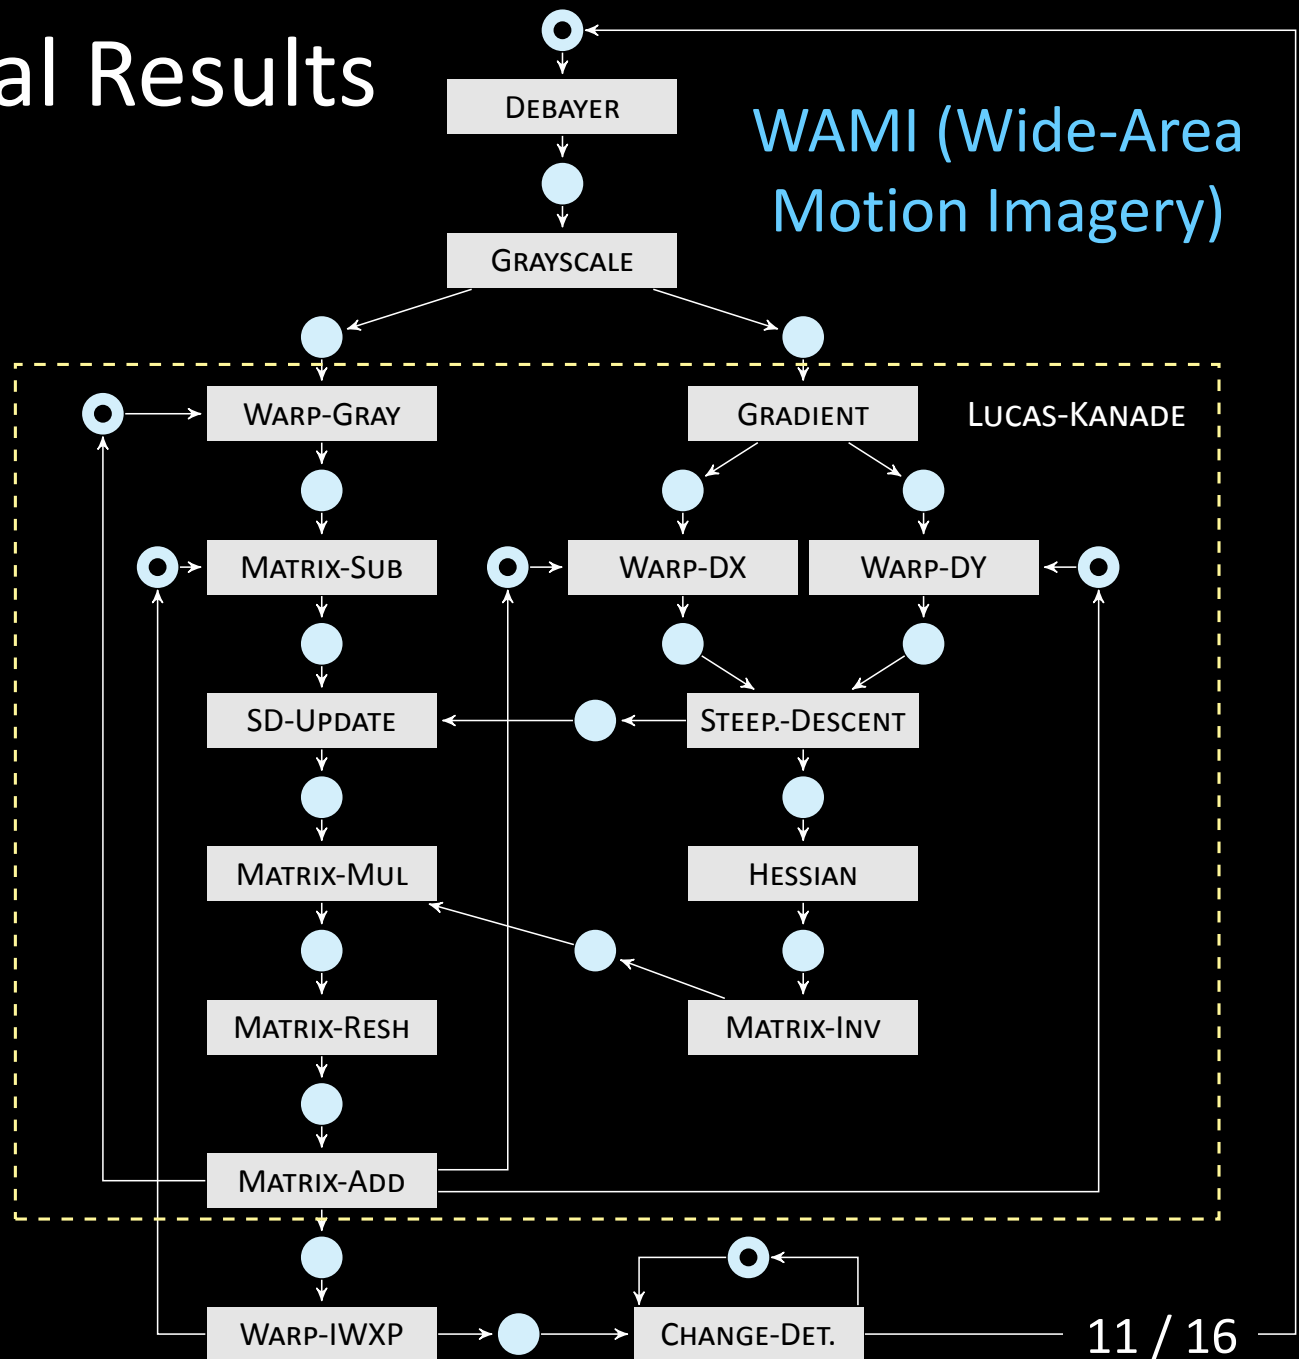 al Results
DEBAYER
WAMI (Wide-Area
Motion Imagery)
GRAYSCALE
WARP-GRAY
GRADIENT
LUCAS-KANADE
MATRIX-SUB
WARP-DX
WARP-DY
SD-UPDATE
STEEP.-DESCENT
MATRIX-MUL
HESSIAN
MATRIX-RESH
MATRIX-INV
MATRIX-ADD
WARP-IWXP
CHANGE-DET.
11 / 16